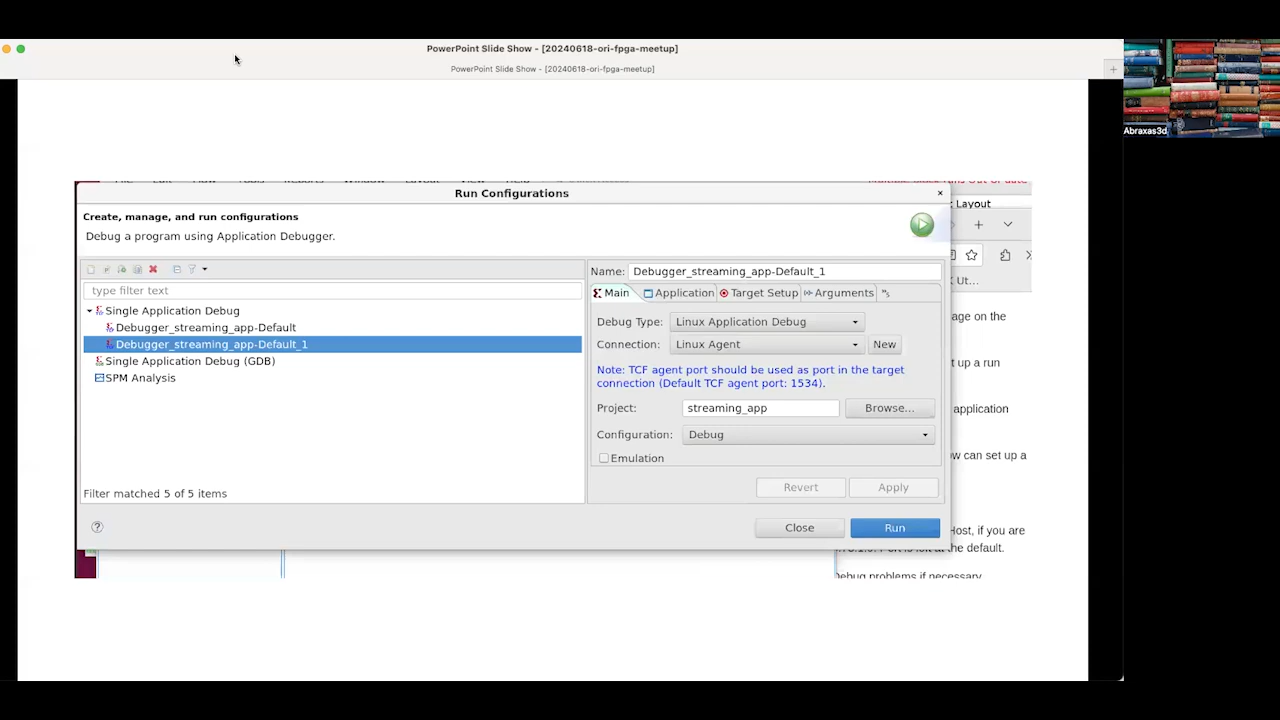 PowerPoint Slide Show - [20240618-ori-fpga-meetup]
PowerPoint Slide Show - [20240618-ori-fpga-meetup]
Abraxas3d
Run Configurations
Create, manage, and run configurations
Debug a program using Application Debugger.
type filter text
Single Application Debug
Debugger_streaming_app-Default
Debugger_streaming_app-Default_1
Single Application Debug (GDB)
SPM Analysis
Filter matched 5 of 5 items
Name: Debugger_streaming_app-Default_1
Main Application Target Setup Arguments
Debug Type: Linux Application Debug
Connection: Linux Agent New
Note: TCF agent port should be used as port in the target
connection (Default TCF agent port: 1534).
Project: streaming_app Browse...
Configuration: Debug
Emulation
Revert Apply
Close Run
Layout
Ut...
age on the
t up a run
application
ow can set up a
Host, if you are
the default.
Debug problems if necessary